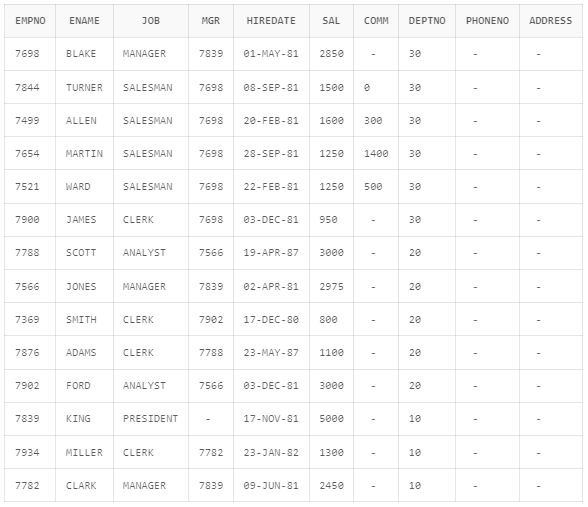 EMPNO ENAME JOB MGR HIREDATE SAL COMM DEPTNO PHONENO ADDRESS
7698 BLAKE MANAGER 7839 01-MAY-81 2850 - 30 - -
7844 TURNER SALESMAN 7698 08-SEP-81 1500 0 30 - -
7499 ALLEN SALESMAN 7698 20-FEB-81 1600 300 30 - -
7654 MARTIN SALESMAN 7698 28-SEP-81 1250 1400 30 - -
7521 WARD SALESMAN 7698 22-FEB-81 1250 500 30 - -
7900 JAMES CLERK 7698 03-DEC-81 950 - 30 - -
7788 SCOTT ANALYST 7566 19-APR-87 3000 - 20 - -
7566 JONES MANAGER 7839 02-APR-81 2975 - 20 - -
7369 SMITH CLERK 7902 17-DEC-80 800 - 20 - -
7876 ADAMS CLERK 7788 23-MAY-87 1100 - 20 - -
7902 FORD ANALYST 7566 03-DEC-81 3000 - 20 - -
7839 KING PRESIDENT - 17-NOV-81 5000 - 10 - -
7934 MILLER CLERK 7782 23-JAN-82 1300 - 10 - -
7782 CLARK MANAGER 7839 09-JUN-81 2450 - 10 - -